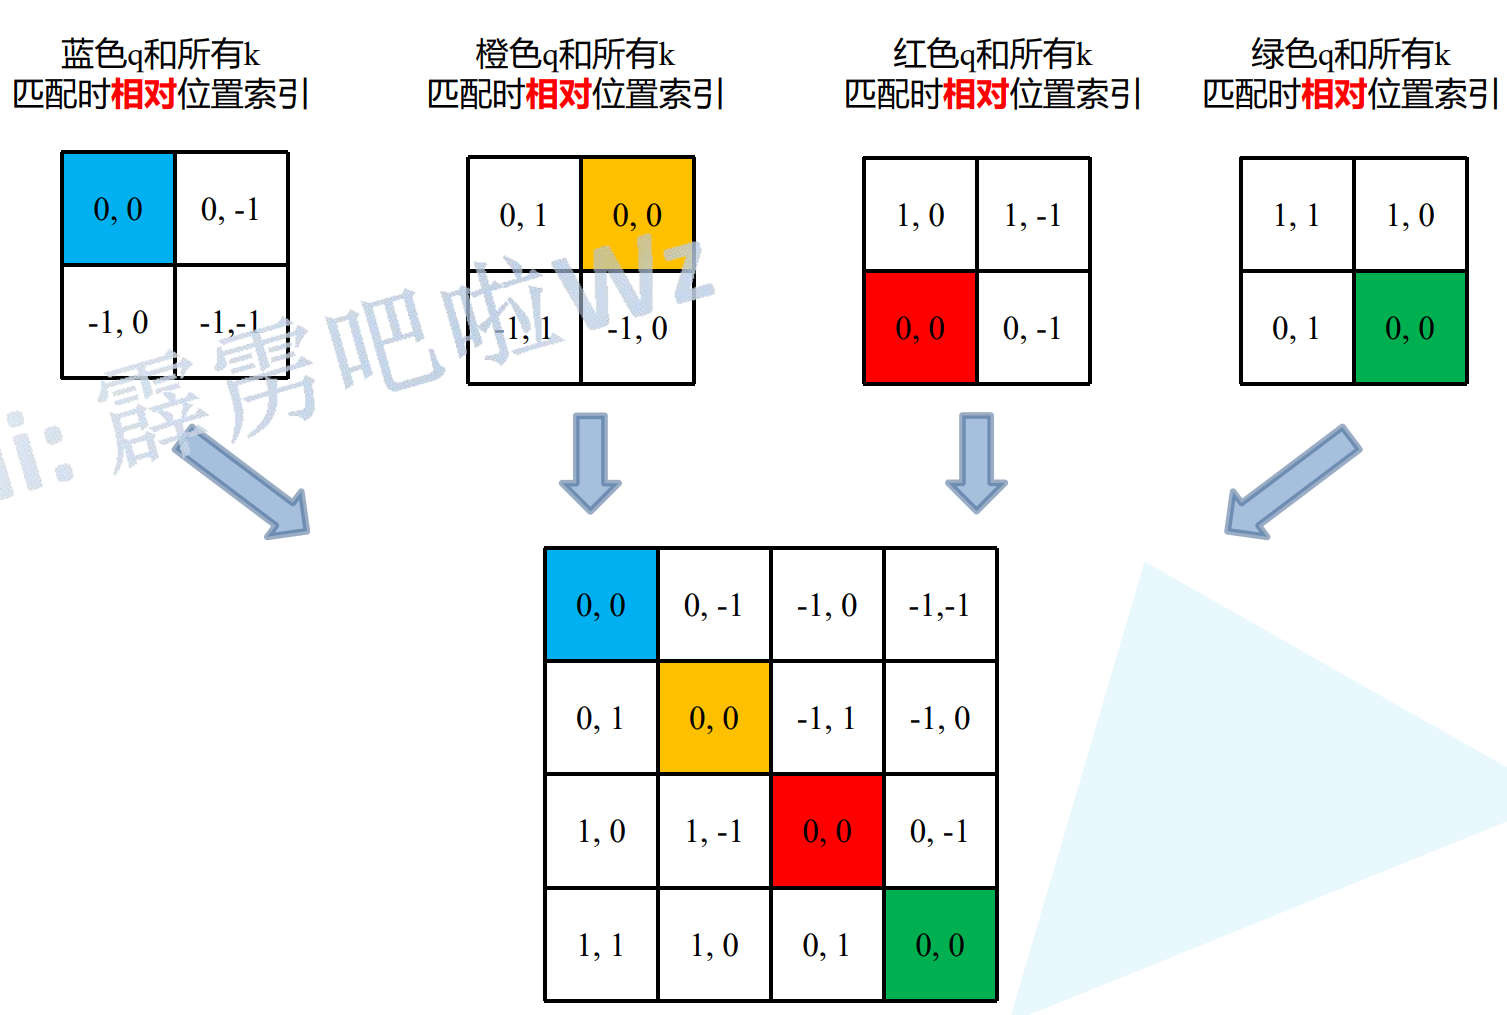 蓝色q和所有k
匹配时相对位置索引
橙色q和所有k
匹配时相对位置索引
红色q和所有k
匹配时相对位置索引
绿色q和所有k
匹配时相对位置索引
0, 0 0, -1
-1, 0 -1,-1
0, 1 0, 0
-1, 1 -1, 0
1, 0 1, -1
0, 0 0, -1
1, 1 1, 0
0, 1 0, 0
i: 霹雳吧啦Wz
0, 0 0, -1 -1, 0 -1,-1
0, 1 0, 0 -1, 1 -1, 0
1, 0 1, -1 0, 0 0, -1
1, 1 1, 0 0, 1 0, 0